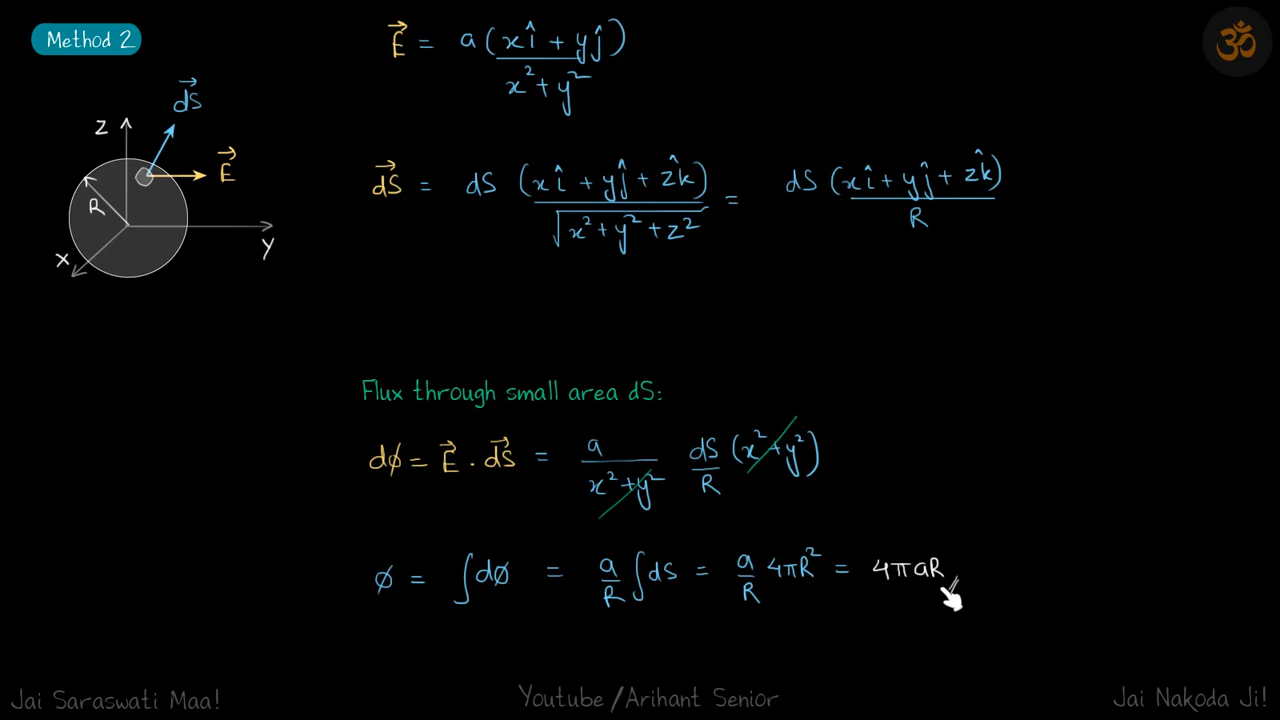 Method 2
E⃗ = a(xî + yĵ) / x² + y²
dS⃗
Z
E⃗
R
X
Y
dS⃗ = dS (xî + yĵ + zk̂) / √x² + y² + z² = dS (xî + yĵ + zk̂) / R
Flux through small area dS:
dϕ = E⃗ . dS⃗ = a / x² + y² dS / R (x² + y²)
ϕ = ∫dϕ = a / R ∫dS = a / R 4πR² = 4πaR
Jai Saraswati Maa!
Youtube /Arihant Senior
Jai Nakoda Ji!
ॐ